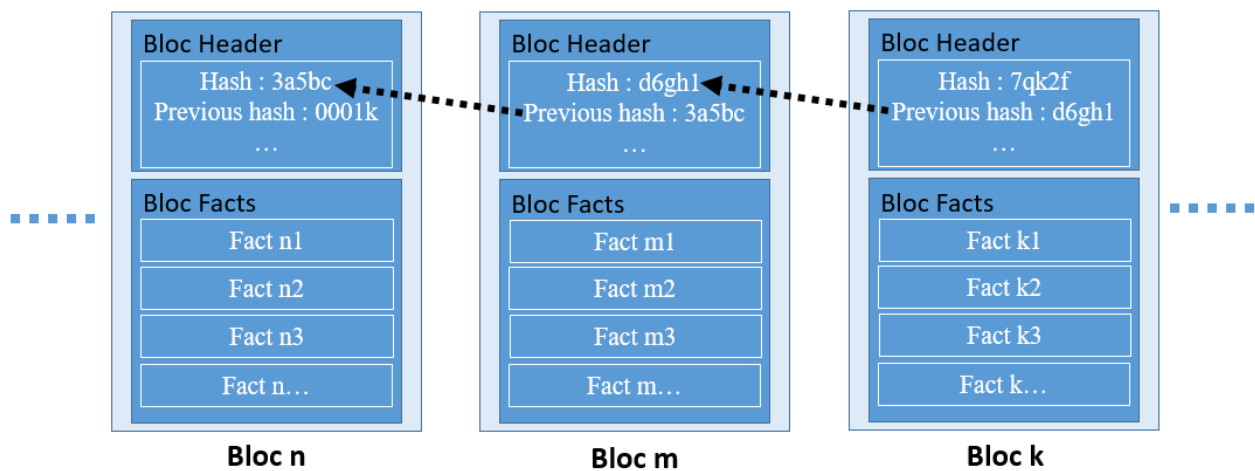 Bloc Header
Hash : 3a5bc
Previous hash : 0001k
…
Bloc Facts
Fact n1
Fact n2
Fact n3
Fact n…
Bloc n
Bloc Header
Hash : d6gh1
Previous hash : 3a5bc
…
Bloc Facts
Fact m1
Fact m2
Fact m3
Fact m…
Bloc m
Bloc Header
Hash : 7qk2f
Previous hash : d6gh1
…
Bloc Facts
Fact k1
Fact k2
Fact k3
Fact k…
Bloc k